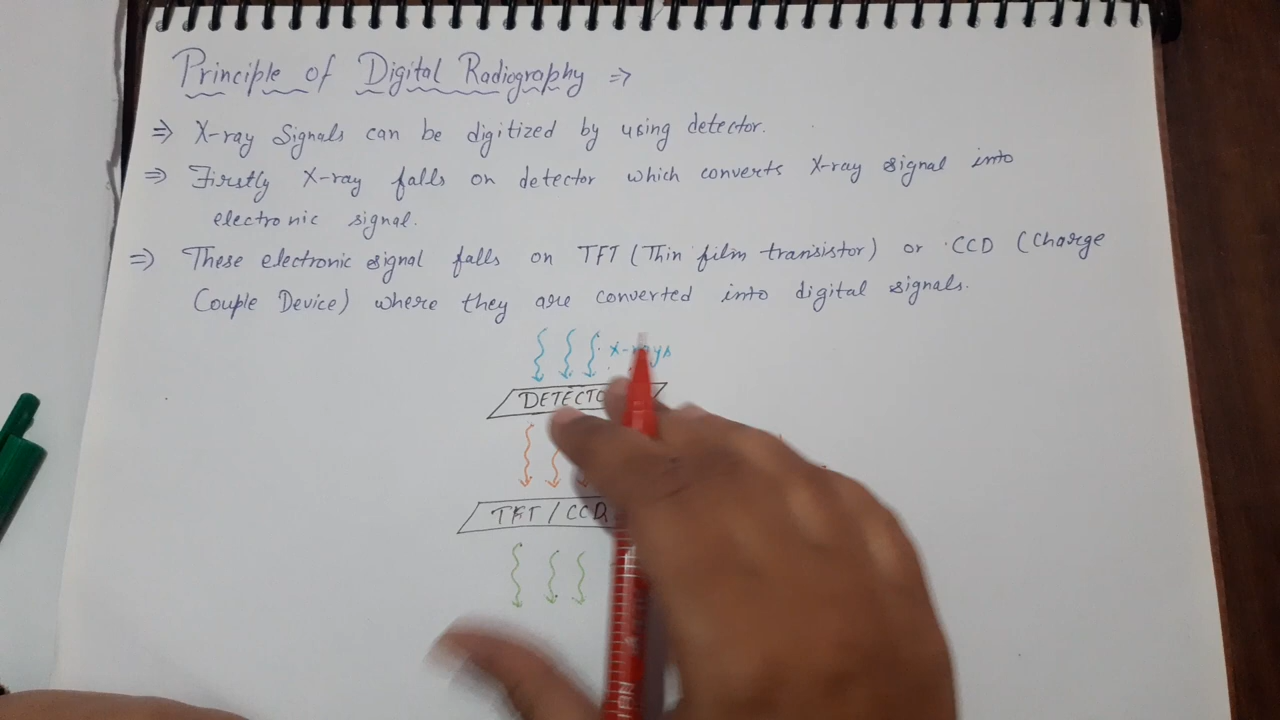 Principle of Digital Radiography ⇒
⇒ X-ray Signals can be digitized by using detector.
⇒ Firstly X-ray falls on detector which converts X-ray signal into
electronic signal.
⇒ These electronic signal falls on TFT (Thin film transistor) or CCD (Charge
Couple Device) where they are converted into digital signals.
X-rays
DETECTO
TFT / CCD